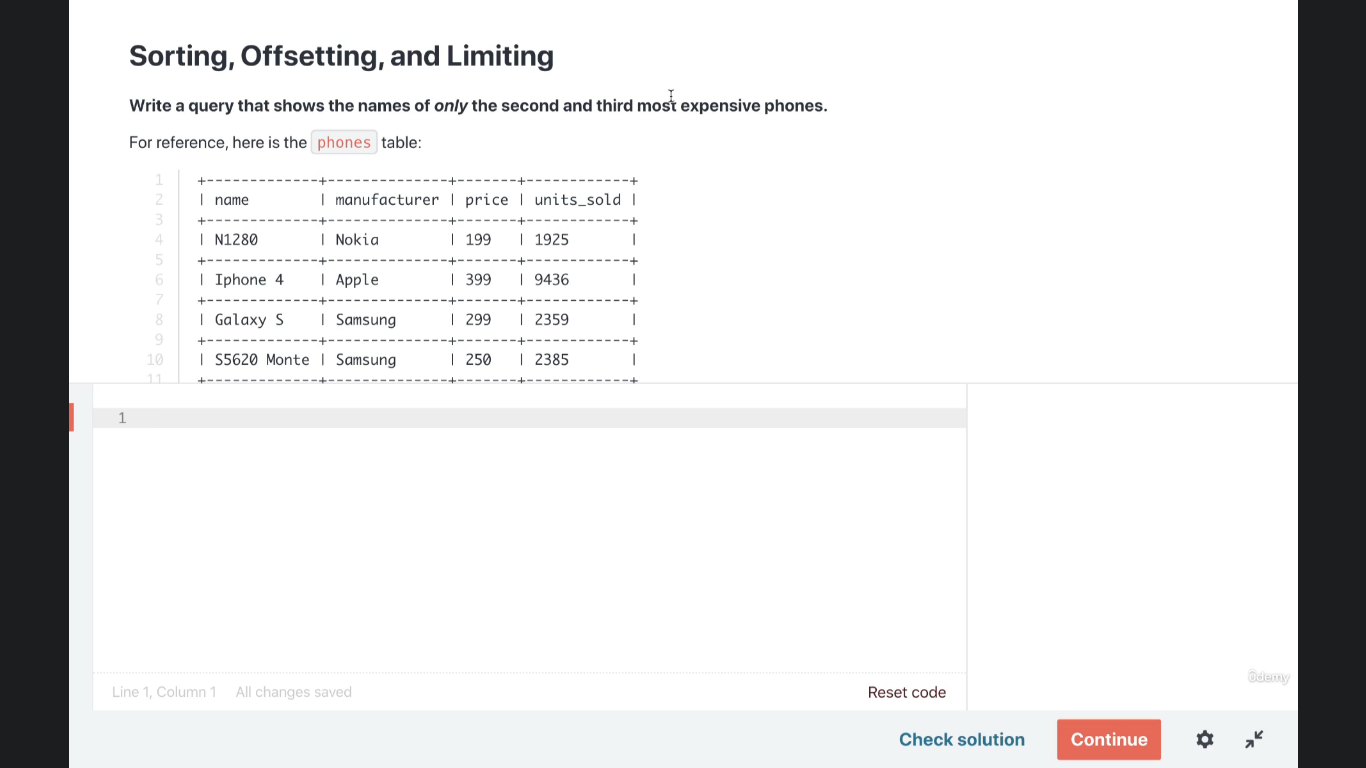 Sorting, Offsetting, and Limiting
Write a query that shows the names of only the second and third most expensive phones.
For reference, here is the phones table:
1 +-------------+--------------+-------+------------+
2 | name | manufacturer | price | units_sold |
3 +-------------+--------------+-------+------------+
4 | N1280 | Nokia | 199 | 1925 |
5 +-------------+--------------+-------+------------+
6 | Iphone 4 | Apple | 399 | 9436 |
7 +-------------+--------------+-------+------------+
8 | Galaxy S | Samsung | 299 | 2359 |
9 +-------------+--------------+-------+------------+
10 | S5620 Monte | Samsung | 250 | 2385 |
11 +-------------+--------------+-------+------------+
1
Line 1, Column 1 All changes saved Reset code
ûdemy
Check solution Continue